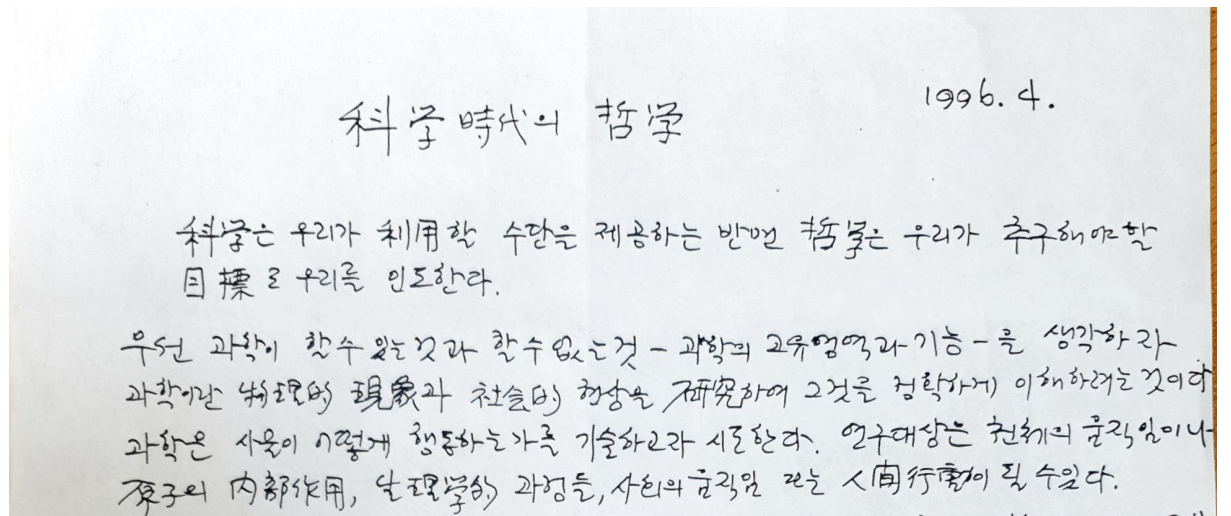 1996. 4.
科学時代의 哲学
科学은 우리가 利用할 수단을 제공하는 반면 哲学은 우리가 추구해야할
目標로 우리를 인도한다.
우선 과학이 할 수 있는 것과 할 수 없는 것 - 과학의 고유영역과 기능 - 을 생각하라
과학이란 物理的 現象과 社会的 현상을 研究하여 그것을 정확하게 이해하려는 것이다
과학은 사물이 어떻게 행동하는가를 기술하고라 시도한다. 연구대상은 천체의 움직임이나
原子의 内部作用, 生理学的 과정들, 사회의 움직임 또는 人間行動이 될 수 있다.